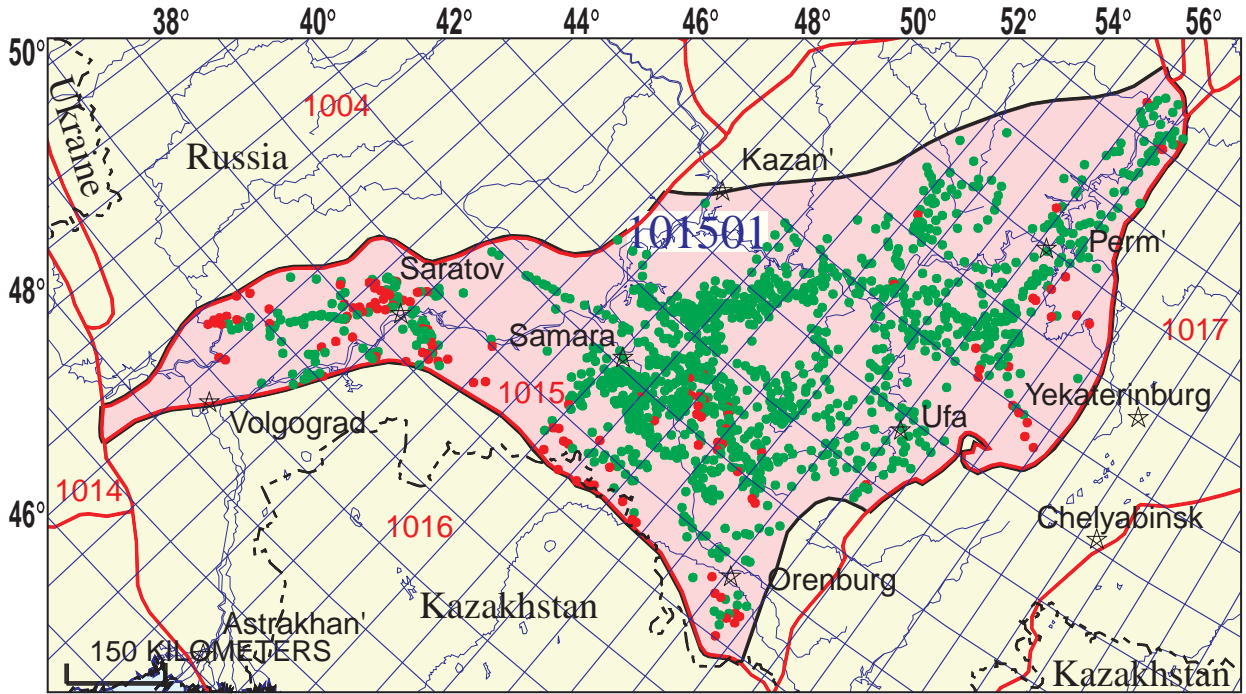 38° 40° 42° 44° 46° 48° 50° 52° 54° 56°
50°
Ukraine
1004
Russia
Kazan'
101501
Perm'
Saratov
48°
Samara
1017
1015
Yekaterinburg
Ufa
Volgograd
1014
46°
1016
Chelyabinsk
Orenburg
Kazakhstan
Astrakhan'
150 KILOMETERS
Kazakhstan